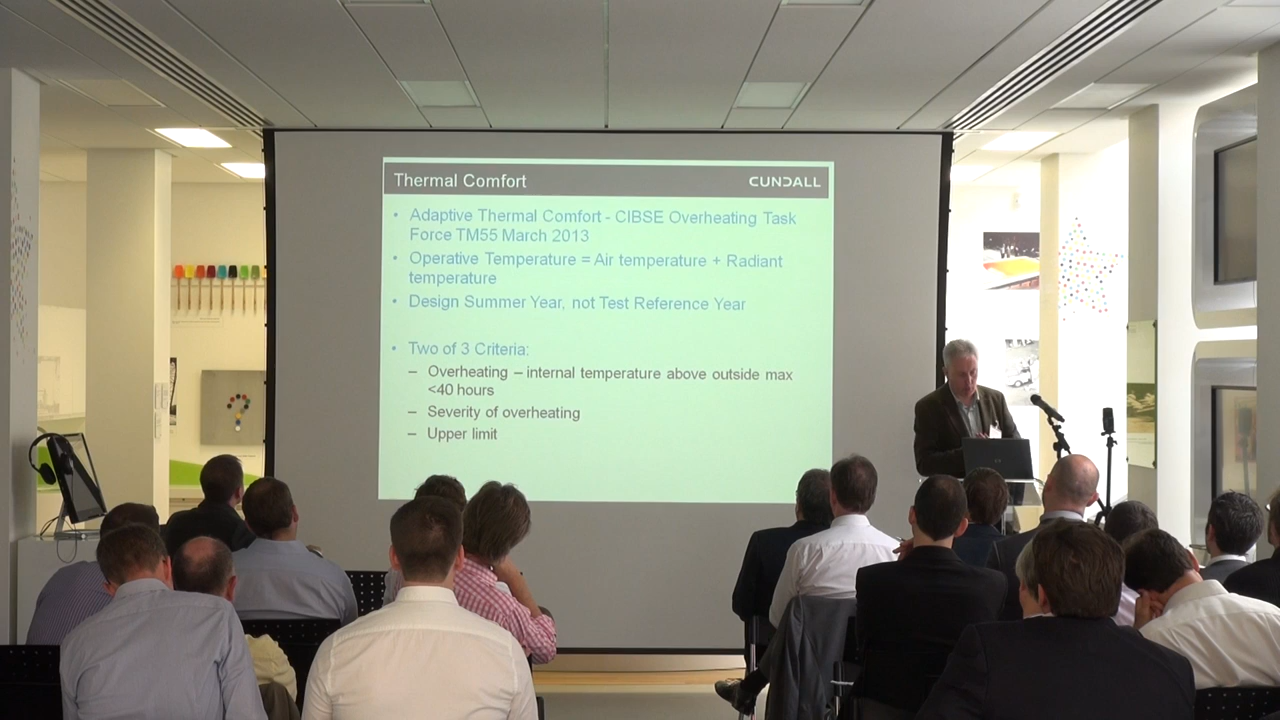 Thermal Comfort
CUNDALL
• Adaptive Thermal Comfort - CIBSE Overheating Task
Force TM55 March 2013
• Operative Temperature = Air temperature + Radiant
temperature
• Design Summer Year, not Test Reference Year
• Two of 3 Criteria:
– Overheating – internal temperature above outside max
<40 hours
– Severity of overheating
– Upper limit